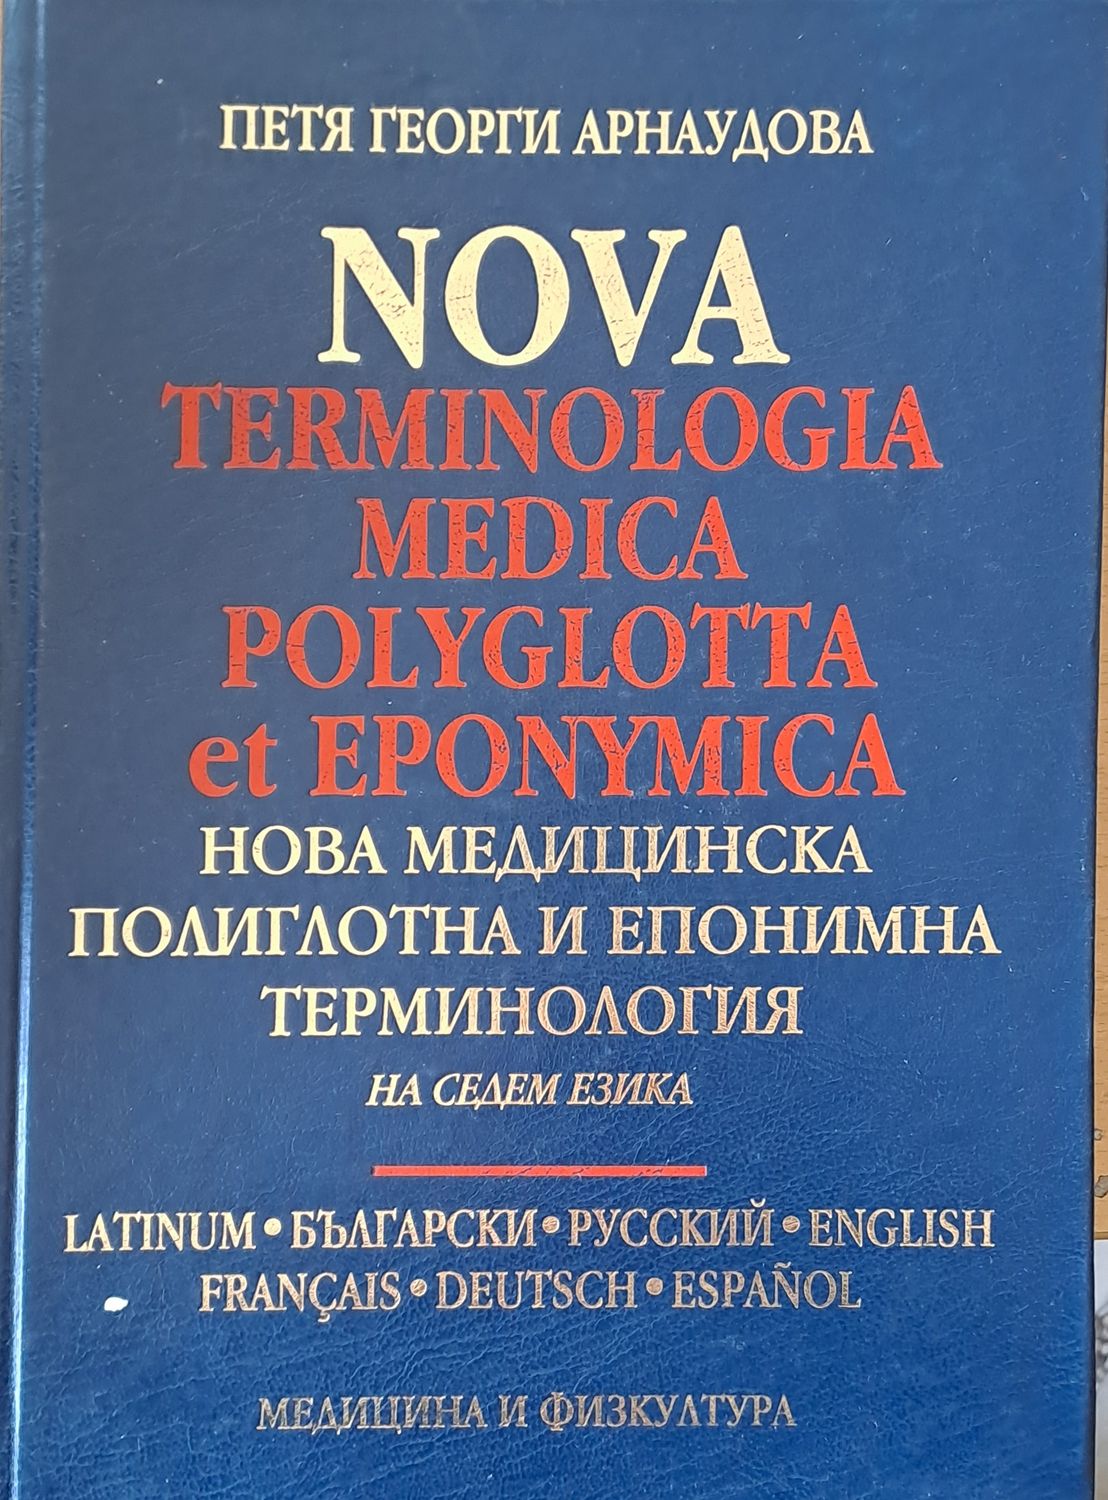 ПЕТЯ ГЕОРГИ АРНАУДОВА
NOVA
TERMINOLOGIA
MEDICA
POLYGLOTTA
et EPONYMICA
НОВА МЕДИЦИНСКА
ПОЛИГЛОТНА И ЕПОНИМНА
ТЕРМИНОЛОГИЯ
НА СЕДЕМ ЕЗИКА
LATINUM • БЪЛГАРСКИ • РУССКИЙ • ENGLISH
FRANÇAIS • DEUTSCH • ESPAÑOL
МЕДИЦИНА И ФИЗКУЛТУРА